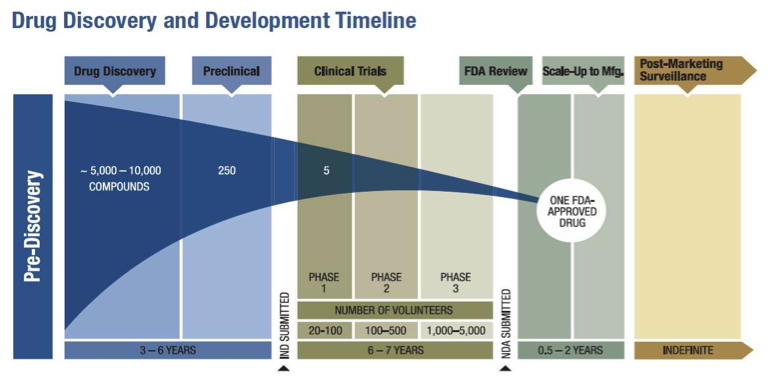 Drug Discovery and Development Timeline
Drug Discovery
Preclinical
Clinical Trials
FDA Review
Scale-Up to Mfg.
Post-Marketing
Surveillance
Pre-Discovery
~ 5,000 – 10,000
COMPOUNDS
250
5
ONE FDA-
APPROVED
DRUG
PHASE
1
PHASE
2
PHASE
3
NUMBER OF VOLUNTEERS
20-100
100–500
1,000–5,000
IND SUBMITTED
NDA SUBMITTED
3 – 6 YEARS
6 – 7 YEARS
0.5 – 2 YEARS
INDEFINITE